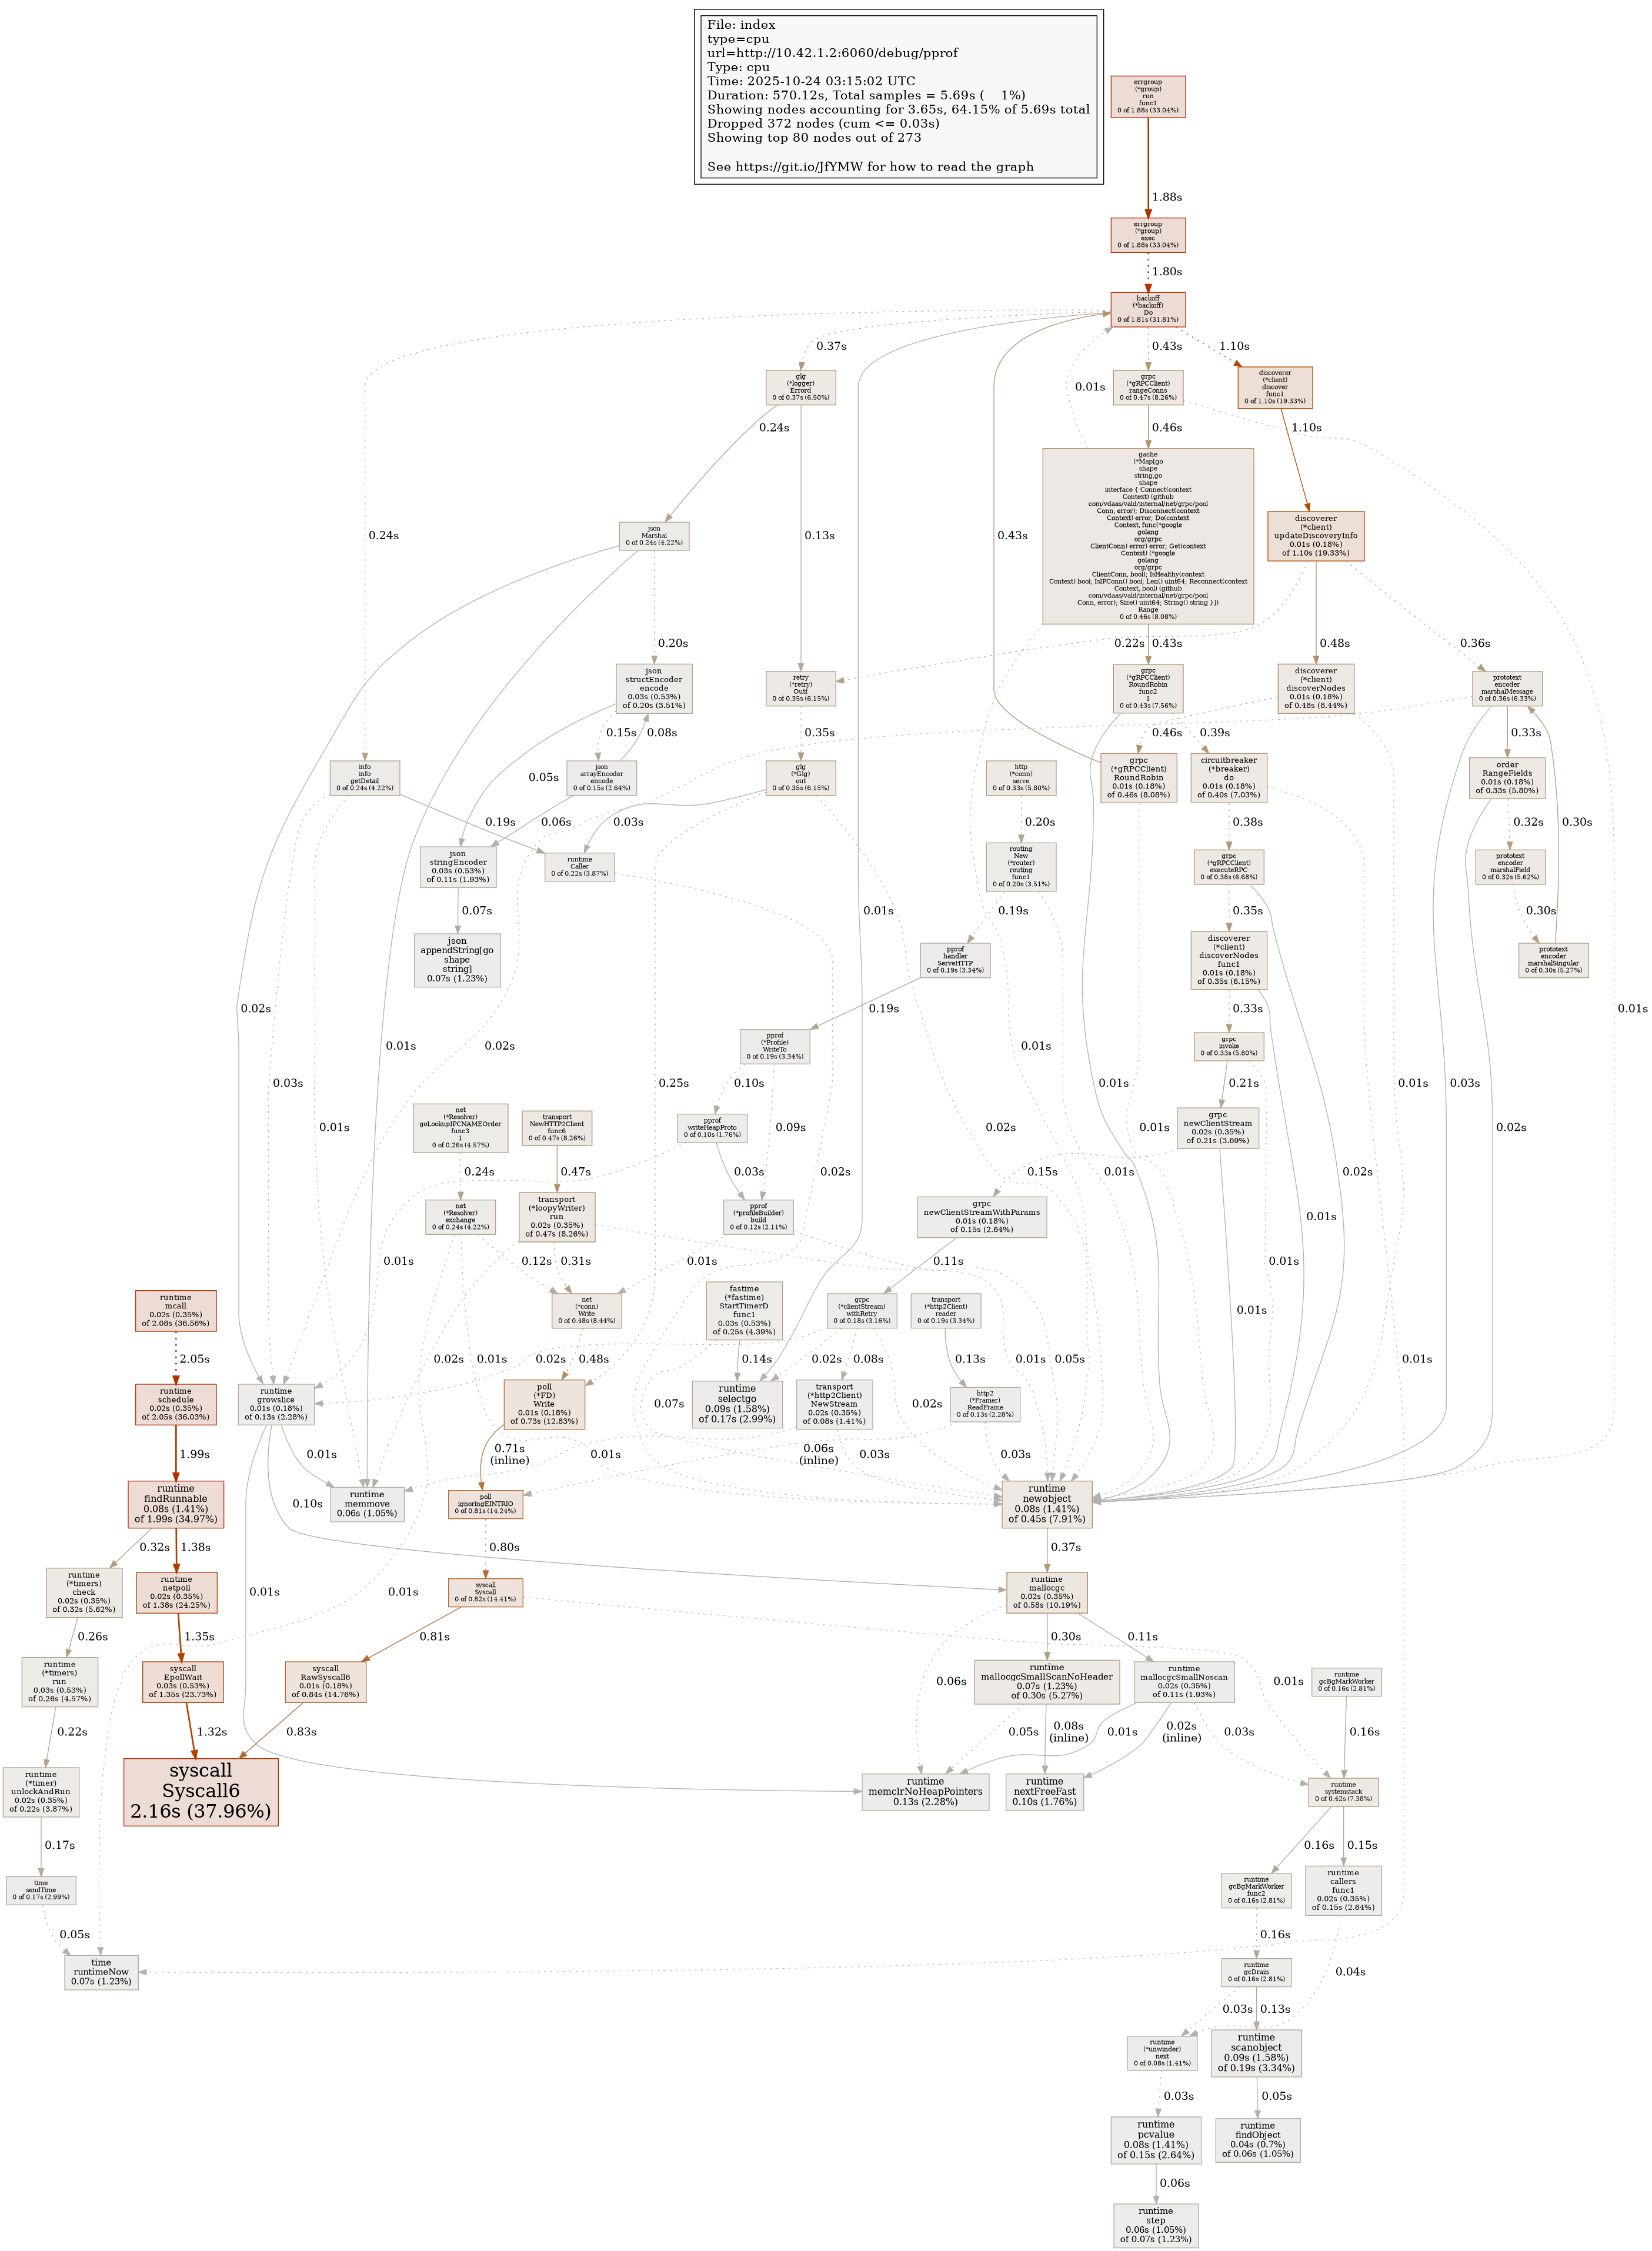 File: index
type=cpu
url=http://10.42.1.2:6060/debug/pprof
Type: cpu
Time: 2025-10-24 03:15:02 UTC
Duration: 570.12s, Total samples = 5.69s (    1%)
Showing nodes accounting for 3.65s, 64.15% of 5.69s total
Dropped 372 nodes (cum <= 0.03s)
Showing top 80 nodes out of 273
See https://git.io/JfYMW for how to read the graph
errgroup
(*group)
run
func1
0 of 1.88s (33.04%)
1.88s
errgroup
(*group)
exec
0 of 1.88s (33.04%)
1.80s
backoff
(*backoff)
Do
0 of 1.81s (31.81%)
0.37s
0.43s
1.10s
0.01s
glg
(*logger)
Errord
0 of 0.37s (6.50%)
grpc
(*gRPCClient)
rangeConns
0 of 0.47s (8.26%)
discoverer
(*client)
discover
func1
0 of 1.10s (19.33%)
0.24s
0.46s
1.10s
gache
(*Map[go
shape
string,go
shape
interface { Connect(context
Context) (github
com/vdaas/vald/internal/net/grpc/pool
Conn, error); Disconnect(context
Context) error; Do(context
Context, func(*google
golang
org/grpc
ClientConn) error) error; Get(context
Context) (*google
golang
org/grpc
ClientConn, bool); IsHealthy(context
Context) bool; IsIPConn() bool; Len() uint64; Reconnect(context
Context, bool) (github
com/vdaas/vald/internal/net/grpc/pool
Conn, error); Size() uint64; String() string }])
Range
0 of 0.46s (8.08%)
0.24s
0.13s
0.43s
json
Marshal
0 of 0.24s (4.22%)
discoverer
(*client)
updateDiscoveryInfo
0.01s (0.18%)
of 1.10s (19.33%)
0.20s
0.22s
0.43s
0.48s
0.36s
json
structEncoder
encode
0.03s (0.53%)
of 0.20s (3.51%)
retry
(*retry)
Outf
0 of 0.35s (6.15%)
grpc
(*gRPCClient)
RoundRobin
func2
1
0 of 0.43s (7.56%)
discoverer
(*client)
discoverNodes
0.01s (0.18%)
of 0.48s (8.44%)
prototext
encoder
marshalMessage
0 of 0.36s (6.33%)
0.15s
0.08s
0.35s
0.46s
0.39s
0.33s
info
info
getDetail
0 of 0.24s (4.22%)
json
arrayEncoder
encode
0 of 0.15s (2.64%)
glg
(*Glg)
out
0 of 0.35s (6.15%)
http
(*conn)
serve
0 of 0.33s (5.80%)
grpc
(*gRPCClient)
RoundRobin
0.01s (0.18%)
of 0.46s (8.08%)
circuitbreaker
(*breaker)
do
0.01s (0.18%)
of 0.40s (7.03%)
order
RangeFields
0.01s (0.18%)
of 0.33s (5.80%)
0.05s
0.19s
0.06s
0.03s
0.20s
0.38s
0.32s
0.30s
json
stringEncoder
0.03s (0.53%)
of 0.11s (1.93%)
runtime
Caller
0 of 0.22s (3.87%)
routing
New
(*router)
routing
func1
0 of 0.20s (3.51%)
grpc
(*gRPCClient)
executeRPC
0 of 0.38s (6.68%)
prototext
encoder
marshalField
0 of 0.32s (5.62%)
0.07s
0.01s
0.19s
0.35s
0.30s
json
appendString[go
shape
string]
0.07s (1.23%)
pprof
handler
ServeHTTP
0 of 0.19s (3.34%)
discoverer
(*client)
discoverNodes
func1
0.01s (0.18%)
of 0.35s (6.15%)
prototext
encoder
marshalSingular
0 of 0.30s (5.27%)
0.02s
0.19s
0.33s
0.01s
pprof
(*Profile)
WriteTo
0 of 0.19s (3.34%)
grpc
invoke
0 of 0.33s (5.80%)
0.01s
0.02s
0.01s
0.03s
0.25s
0.10s
0.01s
0.21s
0.01s
0.03s
0.09s
net
(*Resolver)
goLookupIPCNAMEOrder
func3
1
0 of 0.26s (4.57%)
transport
NewHTTP2Client
func6
0 of 0.47s (8.26%)
pprof
writeHeapProto
0 of 0.10s (1.76%)
grpc
newClientStream
0.02s (0.35%)
of 0.21s (3.69%)
0.01s
0.02s
0.01s
0.01s
0.02s
0.02s
0.24s
0.47s
0.03s
0.02s
0.15s
0.01s
net
(*Resolver)
exchange
0 of 0.24s (4.22%)
transport
(*loopyWriter)
run
0.02s (0.35%)
of 0.47s (8.26%)
pprof
(*profileBuilder)
build
0 of 0.12s (2.11%)
grpc
newClientStreamWithParams
0.01s (0.18%)
of 0.15s (2.64%)
0.01s
0.01s
0.12s
0.31s
0.01s
0.11s
runtime
mcall
0.02s (0.35%)
of 2.08s (36.56%)
net
(*conn)
Write
0 of 0.48s (8.44%)
fastime
(*fastime)
StartTimerD
func1
0.03s (0.53%)
of 0.25s (4.39%)
grpc
(*clientStream)
withRetry
0 of 0.18s (3.16%)
transport
(*http2Client)
reader
0 of 0.19s (3.34%)
0.01s
2.05s
0.02s
0.01s
0.02s
0.48s
0.14s
0.02s
0.08s
0.13s
0.01s
0.05s
0.01s
runtime
schedule
0.02s (0.35%)
of 2.05s (36.03%)
runtime
growslice
0.01s (0.18%)
of 0.13s (2.28%)
poll
(*FD)
Write
0.01s (0.18%)
of 0.73s (12.83%)
runtime
selectgo
0.09s (1.58%)
of 0.17s (2.99%)
transport
(*http2Client)
NewStream
0.02s (0.35%)
of 0.08s (1.41%)
http2
(*Framer)
ReadFrame
0 of 0.13s (2.28%)
0.07s
0.02s
1.99s
0.01s
0.71s
(inline)
0.01s
0.06s
(inline)
0.03s
0.03s
runtime
findRunnable
0.08s (1.41%)
of 1.99s (34.97%)
runtime
memmove
0.06s (1.05%)
poll
ignoringEINTRIO
0 of 0.81s (14.24%)
runtime
newobject
0.08s (1.41%)
of 0.45s (7.91%)
0.10s
0.32s
1.38s
0.80s
0.37s
runtime
(*timers)
check
0.02s (0.35%)
of 0.32s (5.62%)
runtime
netpoll
0.02s (0.35%)
of 1.38s (24.25%)
0.01s
0.01s
syscall
Syscall
0 of 0.82s (14.41%)
runtime
mallocgc
0.02s (0.35%)
of 0.58s (10.19%)
0.26s
1.35s
0.81s
0.30s
0.11s
runtime
(*timers)
run
0.03s (0.53%)
of 0.26s (4.57%)
syscall
EpollWait
0.03s (0.53%)
of 1.35s (23.73%)
syscall
RawSyscall6
0.01s (0.18%)
of 0.84s (14.76%)
0.06s
runtime
mallocgcSmallScanNoHeader
0.07s (1.23%)
of 0.30s (5.27%)
runtime
mallocgcSmallNoscan
0.02s (0.35%)
of 0.11s (1.93%)
0.01s
runtime
gcBgMarkWorker
0 of 0.16s (2.81%)
0.22s
1.32s
0.83s
0.05s
0.08s
(inline)
0.01s
0.02s
(inline)
0.03s
0.16s
runtime
(*timer)
unlockAndRun
0.02s (0.35%)
of 0.22s (3.87%)
syscall
Syscall6
2.16s (37.96%)
runtime
memclrNoHeapPointers
0.13s (2.28%)
runtime
nextFreeFast
0.10s (1.76%)
runtime
systemstack
0 of 0.42s (7.38%)
0.17s
0.16s
0.15s
time
sendTime
0 of 0.17s (2.99%)
runtime
gcBgMarkWorker
func2
0 of 0.16s (2.81%)
runtime
callers
func1
0.02s (0.35%)
of 0.15s (2.64%)
0.05s
0.16s
time
runtimeNow
0.07s (1.23%)
runtime
gcDrain
0 of 0.16s (2.81%)
0.04s
0.03s
0.13s
runtime
(*unwinder)
next
0 of 0.08s (1.41%)
runtime
scanobject
0.09s (1.58%)
of 0.19s (3.34%)
0.03s
0.05s
runtime
pcvalue
0.08s (1.41%)
of 0.15s (2.64%)
runtime
findObject
0.04s (0.7%)
of 0.06s (1.05%)
0.06s
runtime
step
0.06s (1.05%)
of 0.07s (1.23%)